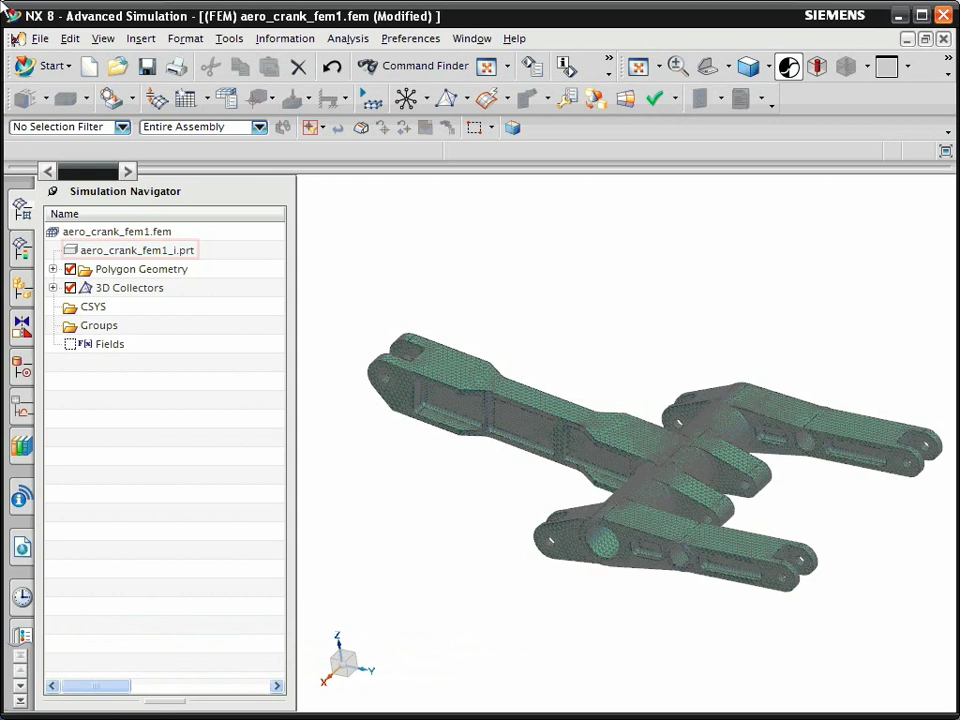 NX 8 - Advanced Simulation - [(FEM) aero_crank_fem1.fem (Modified) ]
SIEMENS
File Edit View Insert Format Tools Information Analysis Preferences Window Help
Start Command Finder
No Selection Filter Entire Assembly
Simulation Navigator
Name
aero_crank_fem1.fem
aero_crank_fem1_i.prt
Polygon Geometry
3D Collectors
CSYS
Groups
F(x) Fields
Z
Y
X